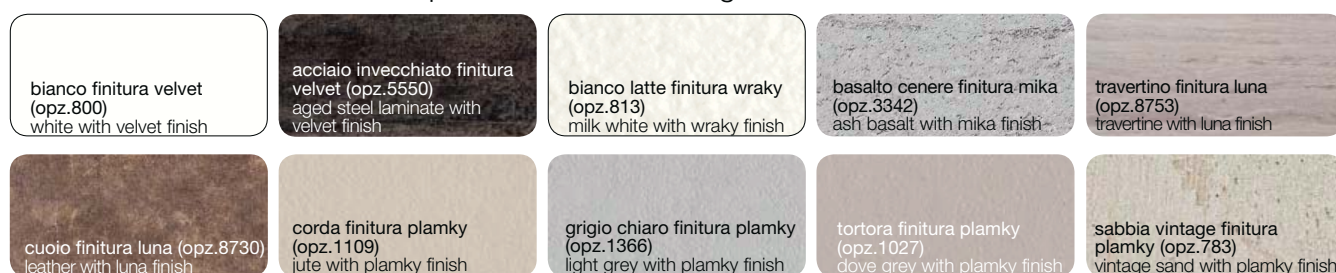 bianco finitura velvet
(opz.800)
white with velvet finish
acciaio invecchiato finitura
velvet (opz.5550)
aged steel laminate with
velvet finish
bianco latte finitura wraky
(opz.813)
milk white with wraky finish
basalto cenere finitura mika
(opz.3342)
ash basalt with mika finish
travertino finitura luna
(opz.8753)
travertine with luna finish
cuoio finitura luna (opz.8730)
leather with luna finish
corda finitura plamky
(opz.1109)
jute with plamky finish
grigio chiaro finitura plamky
(opz.1366)
light grey with plamky finish
tortora finitura plamky
(opz.1027)
dove grey with plamky finish
sabbia vintage finitura
plamky (opz.783)
vintage sand with plamky finish